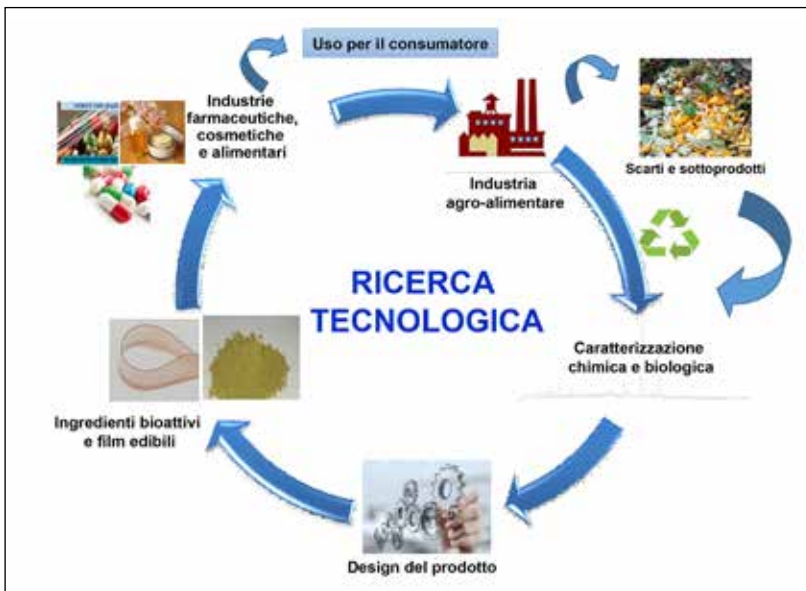 Uso per il consumatore
Industrie
farmaceutiche,
cosmetiche
e alimentari
Industria
agro-alimentare
Scarti e sottoprodotti
RICERCA
TECNOLOGICA
Caratterizzazione
chimica e biologica
Ingredienti bioattivi
e film edibili
Design del prodotto